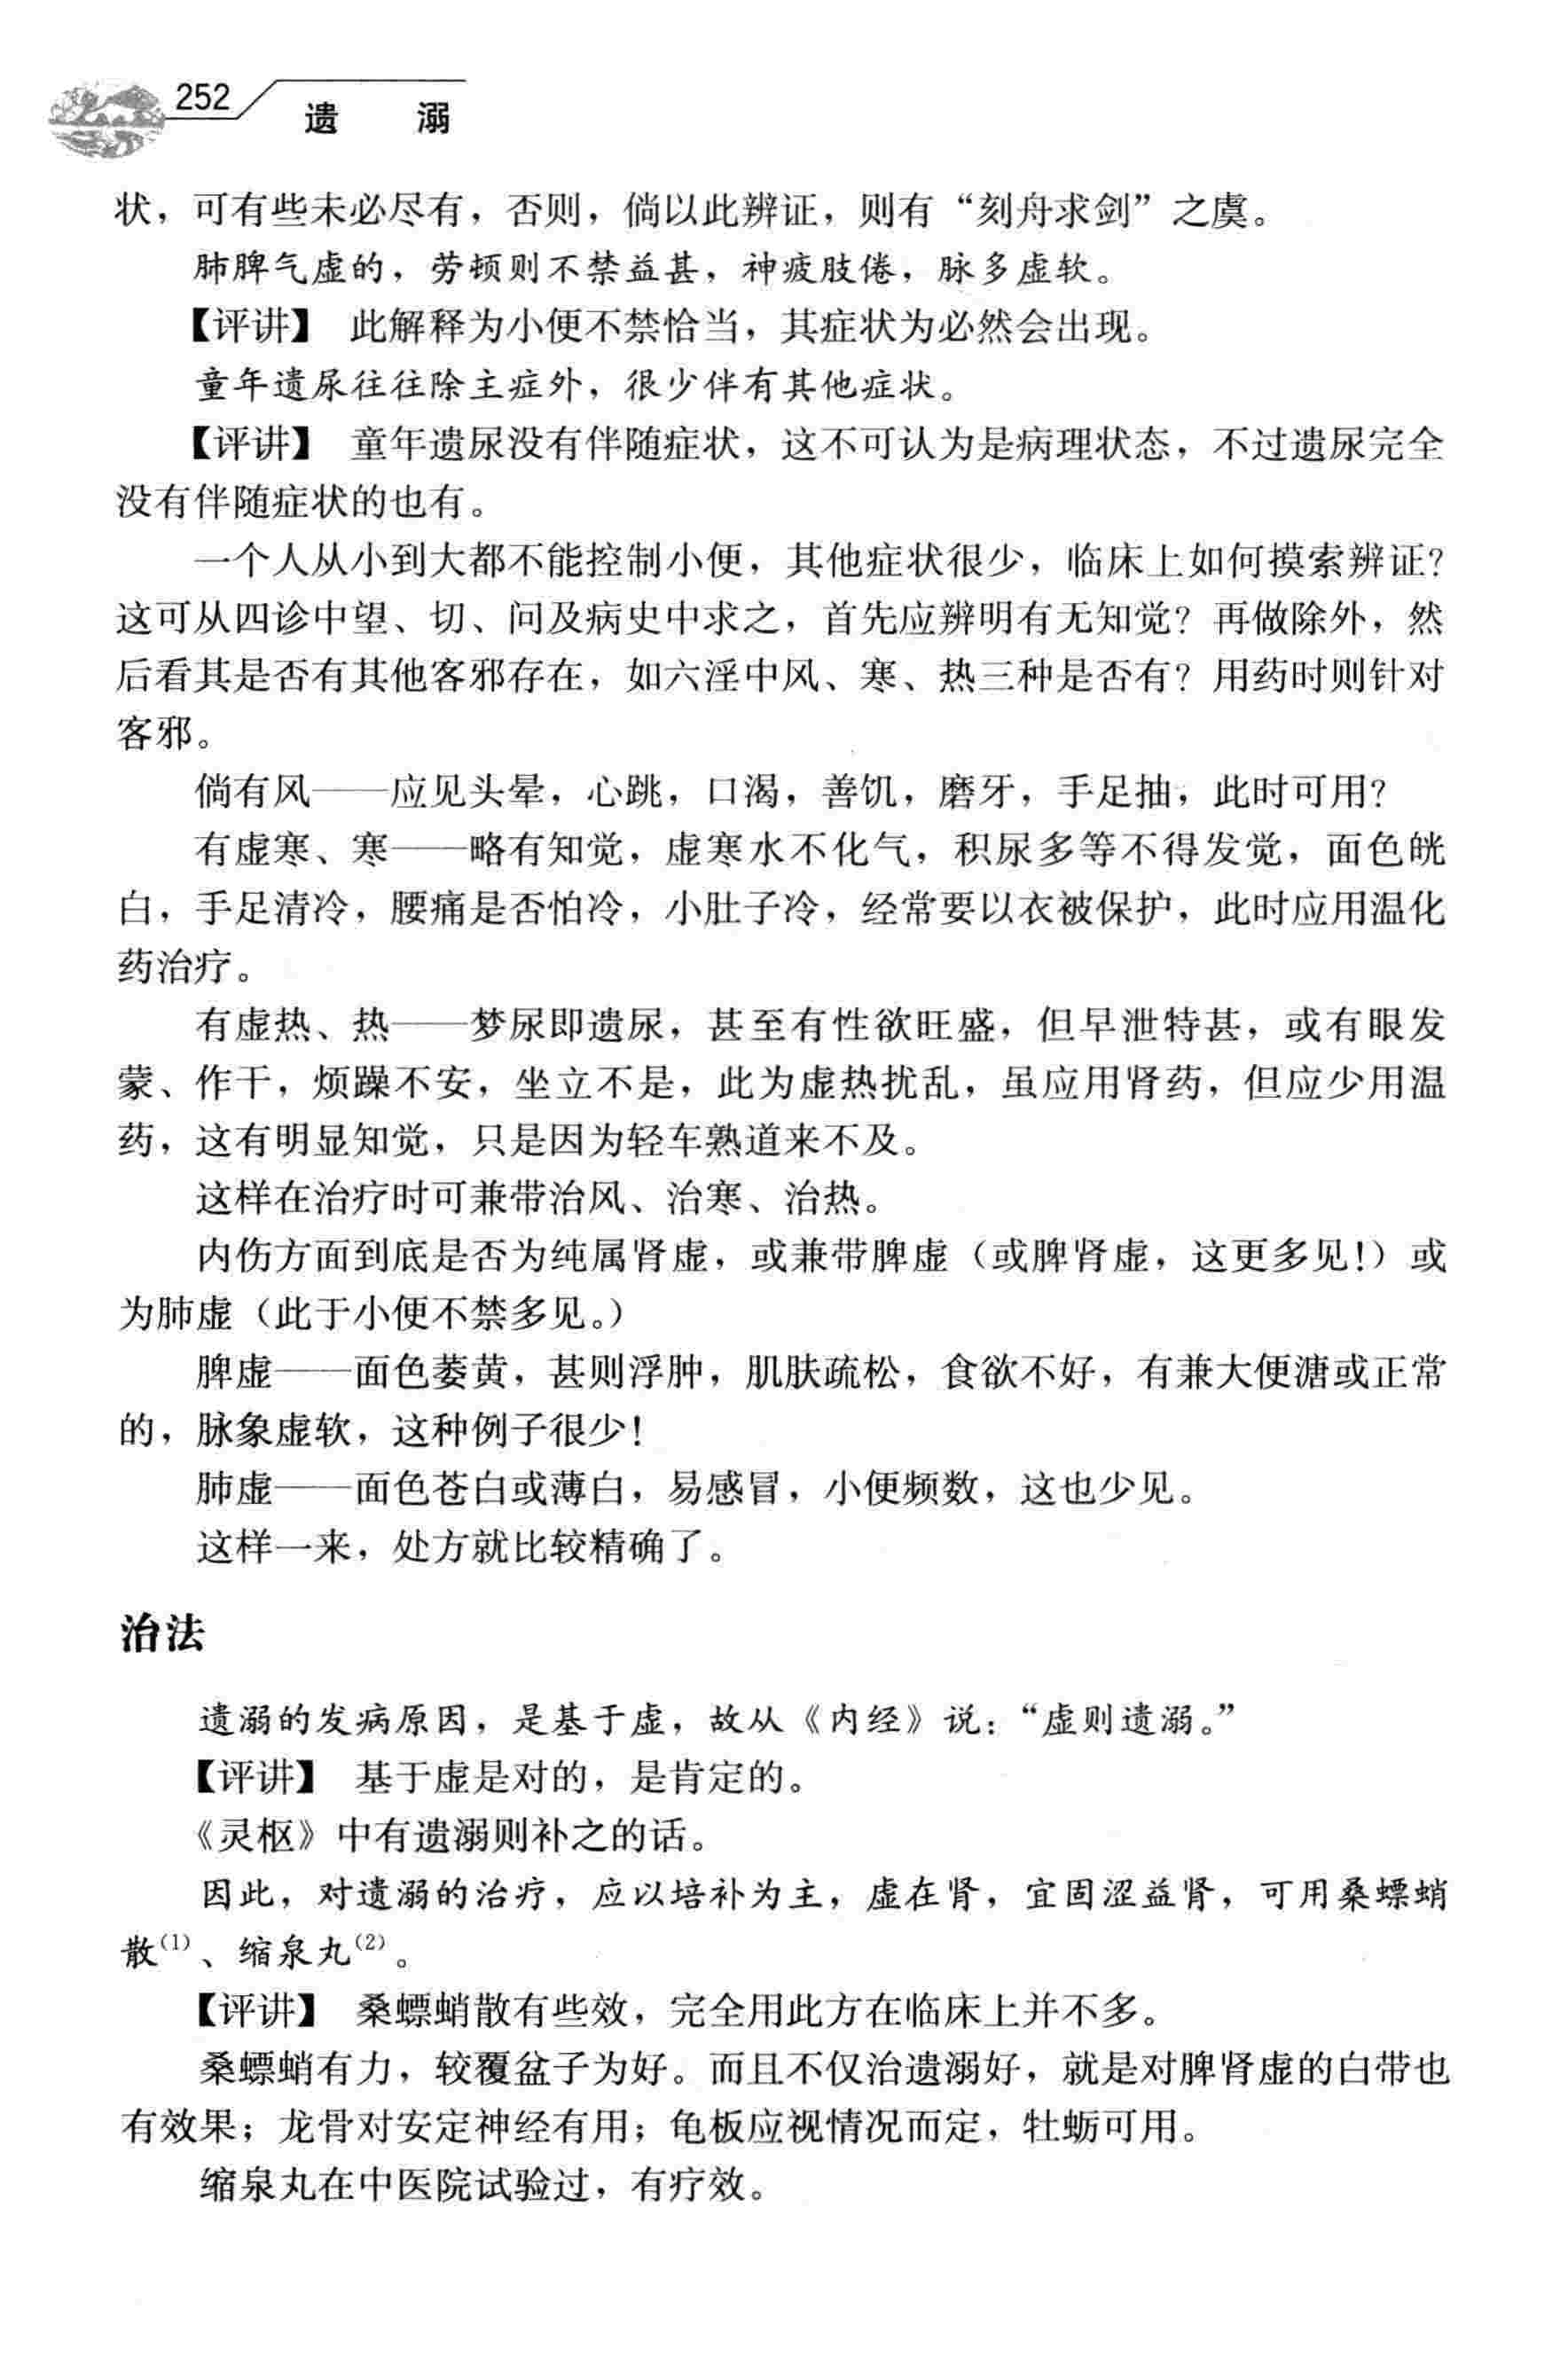 252
遗 溺
状，可有些未必尽有，否则，倘以此辨证，则有“刻舟求剑”之虞。
肺脾气虚的，劳顿则不禁益甚，神疲肢倦，脉多虚软。
【评讲】 此解释为小便不禁恰当，其症状为必然会出现。
童年遗尿往往除主症外，很少伴有其他症状。
【评讲】 童年遗尿没有伴随症状，这不可认为是病理状态，不过遗尿完全
没有伴随症状的也有。
一个人从小到大都不能控制小便，其他症状很少，临床上如何摸索辨证？
这可从四诊中望、切、问及病史中求之，首先应辨明有无知觉？再做除外，然
后看其是否有其他客邪存在，如六淫中风、寒、热三种是否有？用药时则针对
客邪。
倘有风——应见头晕，心跳，口渴，善饥，磨牙，手足抽，此时可用？
有虚寒、寒——略有知觉，虚寒水不化气，积尿多等不得发觉，面色㿠
白，手足清冷，腰痛是否怕冷，小肚子冷，经常要以衣被保护，此时应用温化
药治疗。
有虚热、热——梦尿即遗尿，甚至有性欲旺盛，但早泄特甚，或有眼发
蒙、作干，烦躁不安，坐立不是，此为虚热扰乱，虽应用肾药，但应少用温
药，这有明显知觉，只是因为轻车熟道来不及。
这样在治疗时可兼带治风、治寒、治热。
内伤方面到底是否为纯属肾虚，或兼带脾虚（或脾肾虚，这更多见！）或
为肺虚（此于小便不禁多见。）
脾虚——面色萎黄，甚则浮肿，肌肤疏松，食欲不好，有兼大便溏或正常
的，脉象虚软，这种例子很少！
肺虚——面色苍白或薄白，易感冒，小便频数，这也少见。
这样一来，处方就比较精确了。
治法
遗溺的发病原因，是基于虚，故从《内经》说：“虚则遗溺。”
【评讲】 基于虚是对的，是肯定的。
《灵枢》中有遗溺则补之的话。
因此，对遗溺的治疗，应以培补为主，虚在肾，宜固涩益肾，可用桑螵蛸
散⁽¹⁾、缩泉丸⁽²⁾。
【评讲】 桑螵蛸散有些效，完全用此方在临床上并不多。
桑螵蛸有力，较覆盆子为好。而且不仅治遗溺好，就是对脾肾虚的白带也
有效果；龙骨对安定神经有用；龟板应视情况而定，牡蛎可用。
缩泉丸在中医院试验过，有疗效。